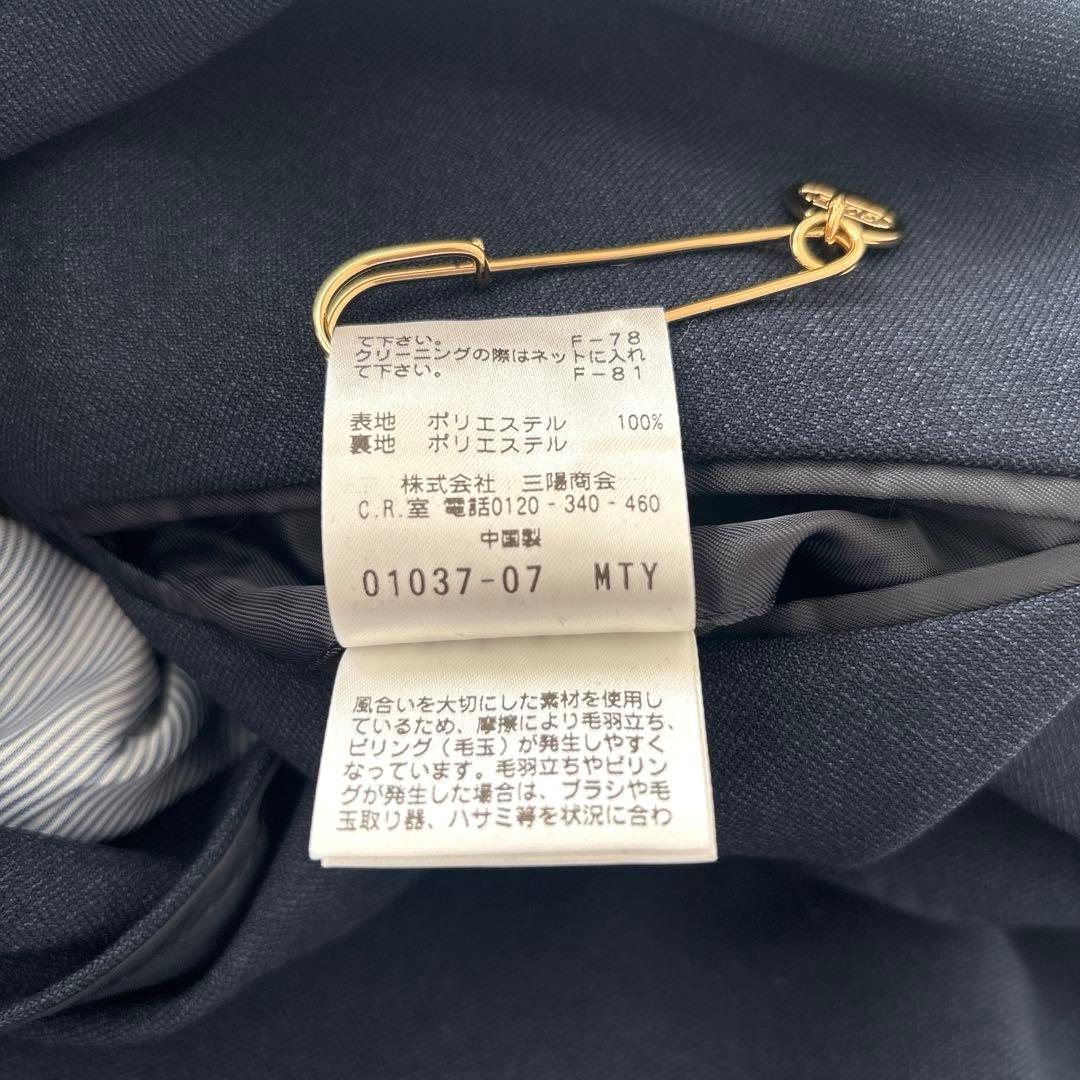 て下さい。 F-78
クリーニングの際はネットに入れ
て下さい。 F-81
表地 ポリエステル 100%
裏地 ポリエステル
株式会社 三陽商会
C.R.室 電話0120-340-460
中国製
01037-07 MTY
風合いを大切にした素材を使用し
ているため、摩擦により毛羽立ち、
ピリング(毛玉)が発生しやすく
なっています。毛羽立ちやピリン
グが発生した場合は、ブラシや毛
玉取り器、ハサミ等を状況に合わ